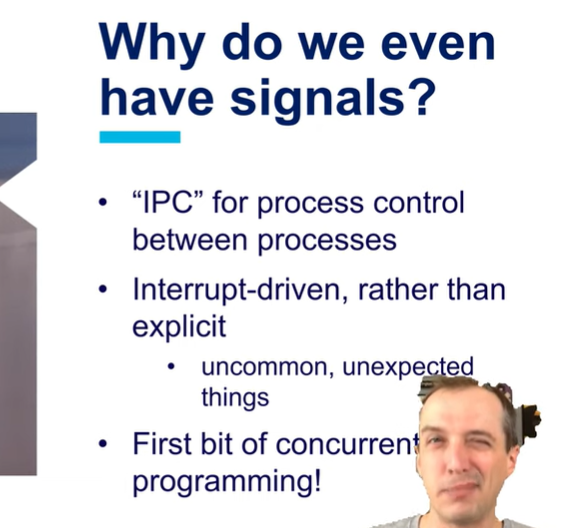 Why do we even
have signals?
• “IPC” for process control
between processes
• Interrupt-driven, rather than
explicit
• uncommon, unexpected
things
• First bit of concurrent
programming!